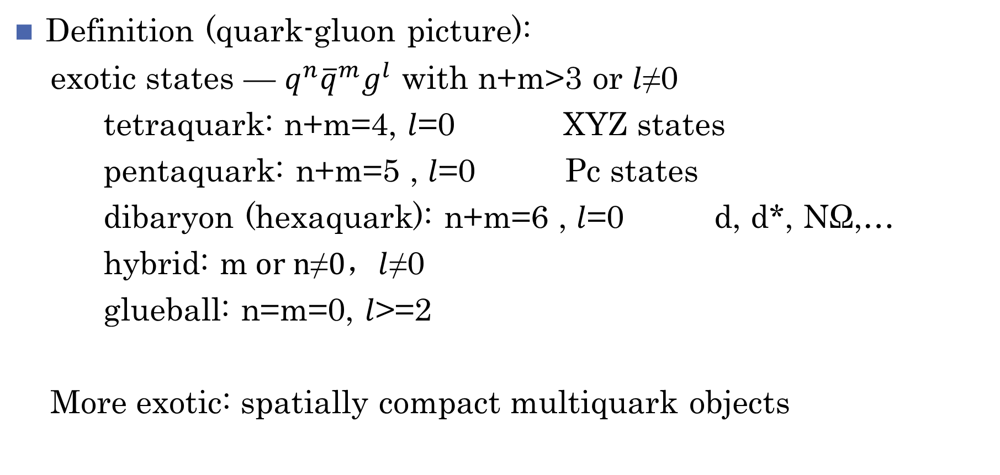 Definition (quark-gluon picture):
exotic states — $q^n\bar{q}^m g^l$ with n+m>3 or l≠0
tetraquark: n+m=4, l=0 XYZ states
pentaquark: n+m=5 , l=0 Pc states
dibaryon (hexaquark): n+m=6 , l=0 d, d*, NΩ,…
hybrid: m or n≠0， l≠0
glueball: n=m=0, l>=2
More exotic: spatially compact multiquark objects